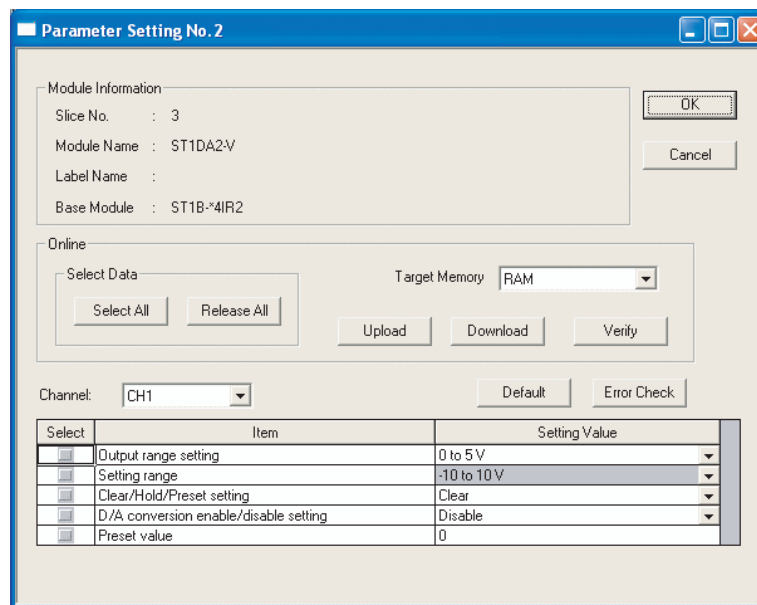 Parameter Setting No.2
Module Information
Slice No. : 3
Module Name : ST1DA2-V
Label Name :
Base Module : ST1B-*4IR2
OK
Cancel
Online
Select Data
Select All Release All
Target Memory RAM
Upload Download Verify
Channel: CH1 Default Error Check
Select Item Setting Value
Output range setting 0 to 5 V
Setting range -10 to 10 V
Clear/Hold/Preset setting Clear
D/A conversion enable/disable setting Disable
Preset value 0